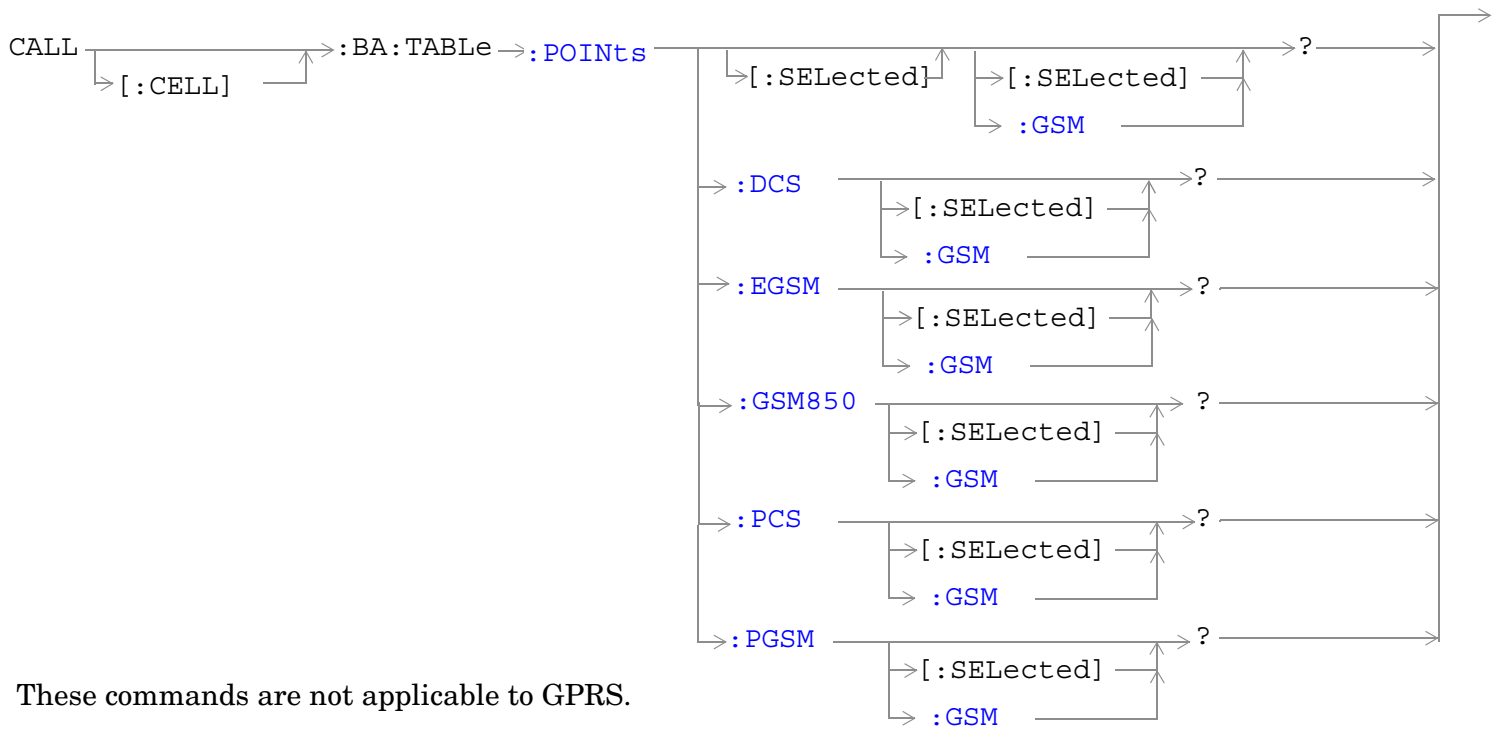 CALL :BA:TABLe :POINts ?
[:CELL] [:SELected] [:SELected]
:GSM
:DCS ?
[:SELected]
:GSM
:EGSM ?
[:SELected]
:GSM
:GSM850 ?
[:SELected]
:GSM
:PCS ?
[:SELected]
:GSM
:PGSM ?
[:SELected]
These commands are not applicable to GPRS.
:GSM